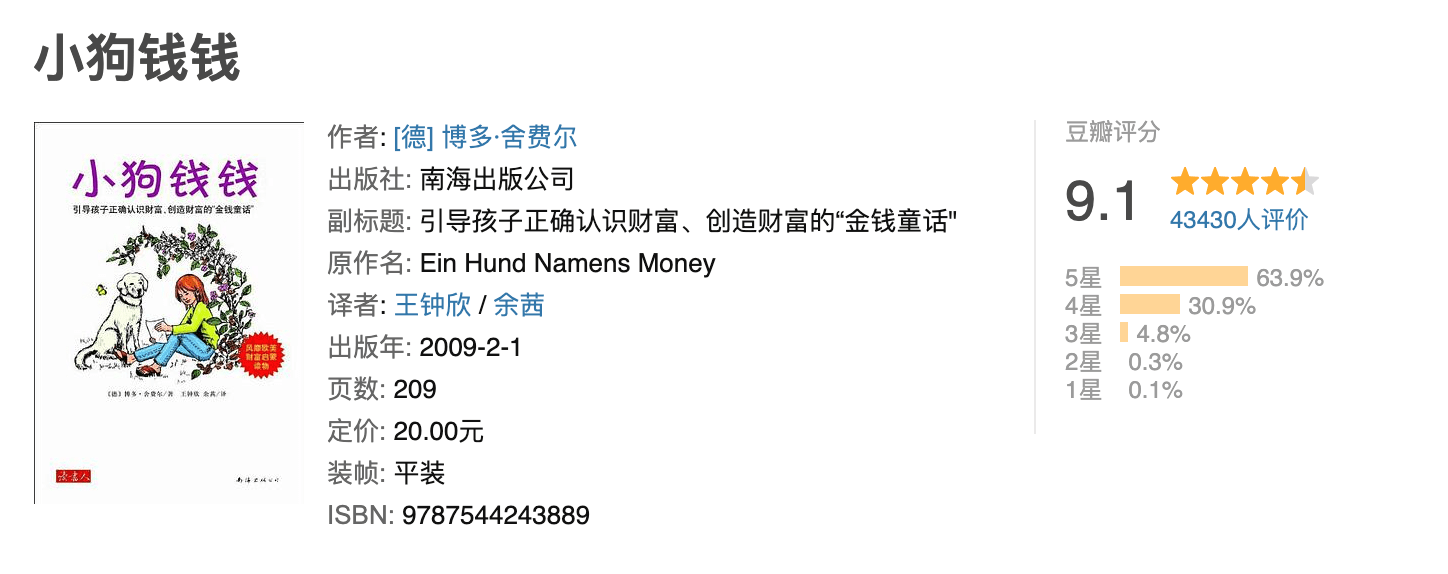 小狗钱钱
小狗钱钱
引导孩子正确认识财富、创造财富的“金钱童话”
风靡欧美
财富启蒙
读物
［德］博多·舍费尔/著 王钟欣 余茜/译
读书人
南海出版公司
作者: [德] 博多·舍费尔
出版社: 南海出版公司
副标题: 引导孩子正确认识财富、创造财富的“金钱童话"
原作名: Ein Hund Namens Money
译者: 王钟欣 / 余茜
出版年: 2009-2-1
页数: 209
定价: 20.00元
装帧: 平装
ISBN: 9787544243889
豆瓣评分
9.1
43430人评价
5星 63.9%
4星 30.9%
3星 4.8%
2星 0.3%
1星 0.1%